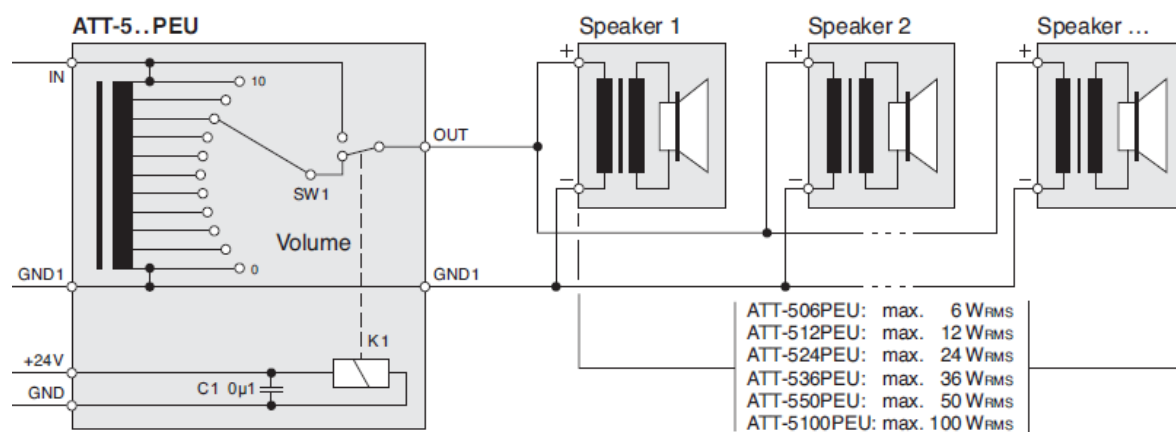 ATT-5..PEU
Speaker 1
Speaker 2
Speaker ...
IN
10
+
+
+
OUT
SW1
−
−
−
Volume
0
GND1
GND1
+24V
K1
C1 0µ1
GND
ATT-506PEU: max. 6 WRMS
ATT-512PEU: max. 12 WRMS
ATT-524PEU: max. 24 WRMS
ATT-536PEU: max. 36 WRMS
ATT-550PEU: max. 50 WRMS
ATT-5100PEU: max. 100 WRMS